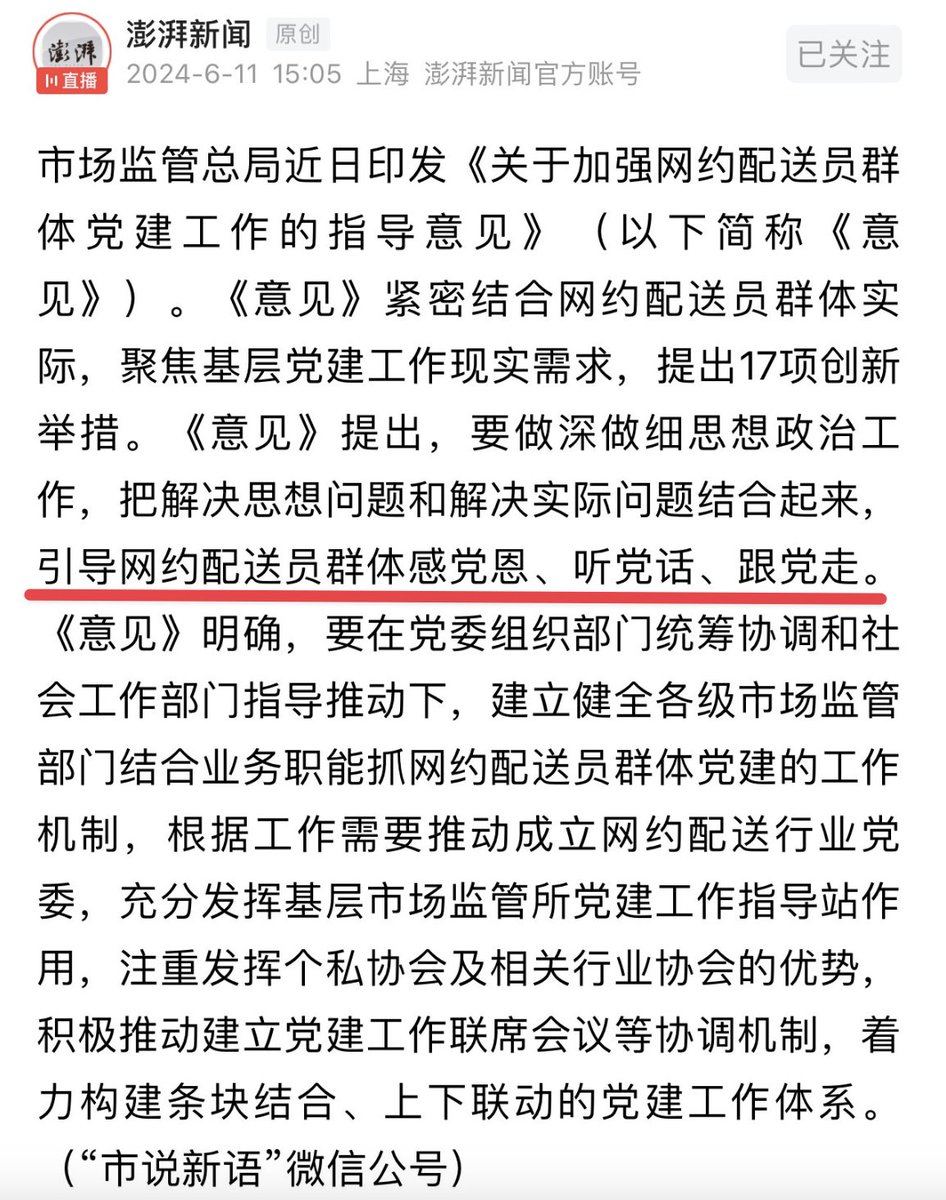 澎湃
直播
澎湃新闻 原创
2024-6-11 15:05 上海 澎湃新闻官方账号
已关注
市场监管总局近日印发《关于加强网约配送员群
体党建工作的指导意见》（以下简称《意
见》）。《意见》紧密结合网约配送员群体实
际，聚焦基层党建工作现实需求，提出17项创新
举措。《意见》提出，要做深做细思想政治工
作，把解决思想问题和解决实际问题结合起来，
引导网约配送员群体感党恩、听党话、跟党走。
《意见》明确，要在党委组织部门统筹协调和社
会工作部门指导推动下，建立健全各级市场监管
部门结合业务职能抓网约配送员群体党建的工作
机制，根据工作需要推动成立网约配送行业党
委，充分发挥基层市场监管所党建工作指导站作
用，注重发挥个私协会及相关行业协会的优势，
积极推动建立党建工作联席会议等协调机制，着
力构建条块结合、上下联动的党建工作体系。
（“市说新语”微信公号）